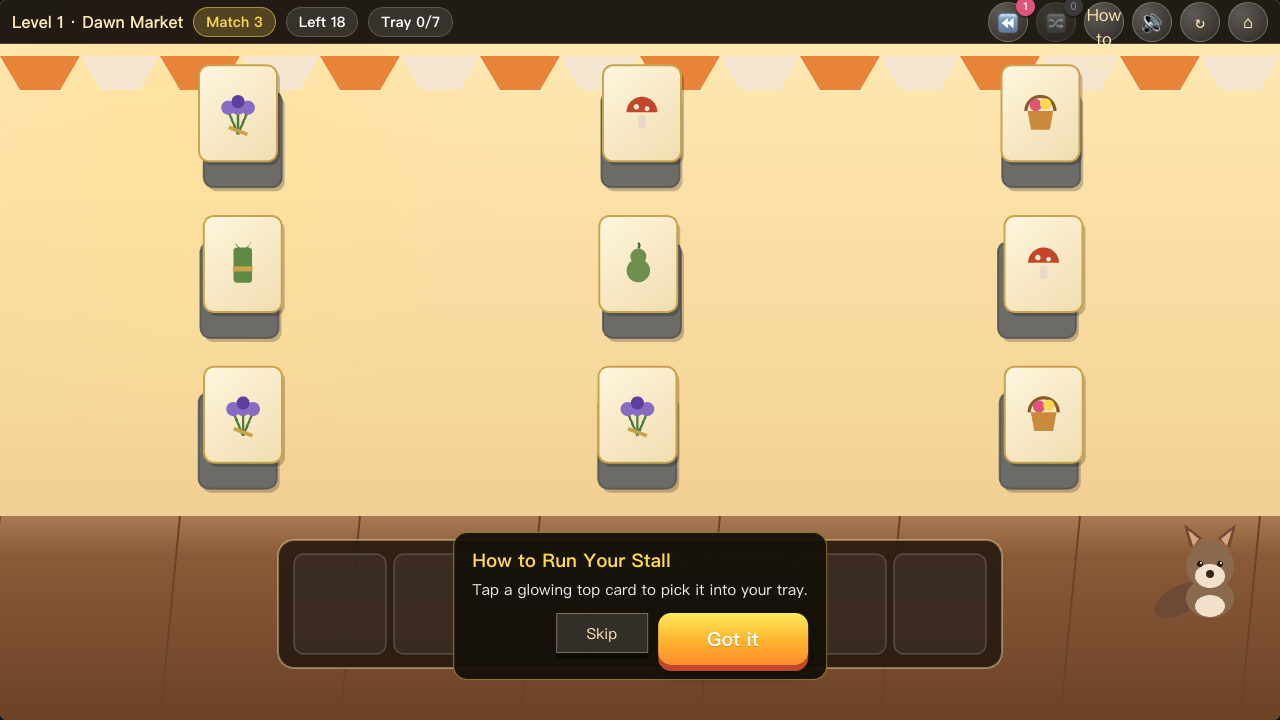 Level 1 · Dawn Market
Match 3
Left 18
Tray 0/7
1
0
How
to
How to Run Your Stall
Tap a glowing top card to pick it into your tray.
Skip
Got it